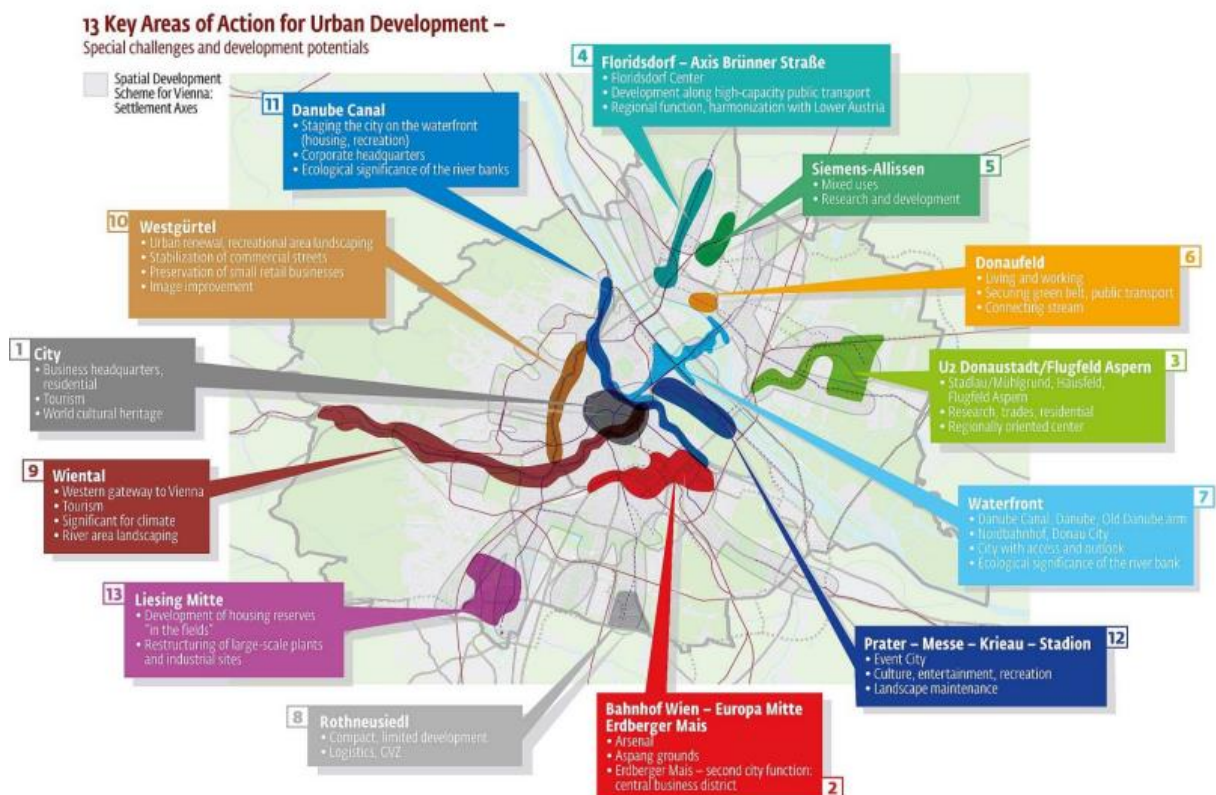 13 Key Areas of Action for Urban Development –
Special challenges and development potentials
Spatial Development
Scheme for Vienna:
Settlement Axes
4
Floridsdorf – Axis Brünner Straße
• Floridsdorf Center
• Development along high-capacity public transport
• Regional function, harmonization with Lower Austria
11
Danube Canal
• Staging the city on the waterfront
(housing, recreation)
• Corporate headquarters
• Ecological significance of the river banks
5
Siemens-Allissen
• Mixed uses
• Research and development
10
Westgürtel
• Urban renewal, recreational area landscaping
• Stabilization of commercial streets
• Preservation of small retail businesses
• Image improvement
6
Donaufeld
• Living and working
• Securing green belt, public transport
• Connecting stream
1
City
• Business headquarters,
residential
• Tourism
• World cultural heritage
3
Uz Donaustadt/Flugfeld Aspern
• Stadlau/Mühlgrund, Hausfeld,
Flugfeld Aspern
• Research, trades, residential
• Regionally oriented center
9
Wiental
• Western gateway to Vienna
• Tourism
• Significant for climate
• River area landscaping
7
Waterfront
• Danube Canal, Danube, Old Danube arm
• Nordbahnhof, Donau City
• City with access and outlook
• Ecological significance of the river bank
13
Liesing Mitte
• Development of housing reserves
"in the fields"
• Restructuring of large-scale plants
and industrial sites
12
Prater – Messe – Krieau – Stadion
• Event City
• Culture, entertainment, recreation
• Landscape maintenance
8
Rothneusiedl
• Compact, limited development
• Logistics, GVZ
Bahnhof Wien – Europa Mitte
Erdberger Mais
• Arsenal
• Aspang grounds
• Erdberger Mais – second city function:
central business district
2